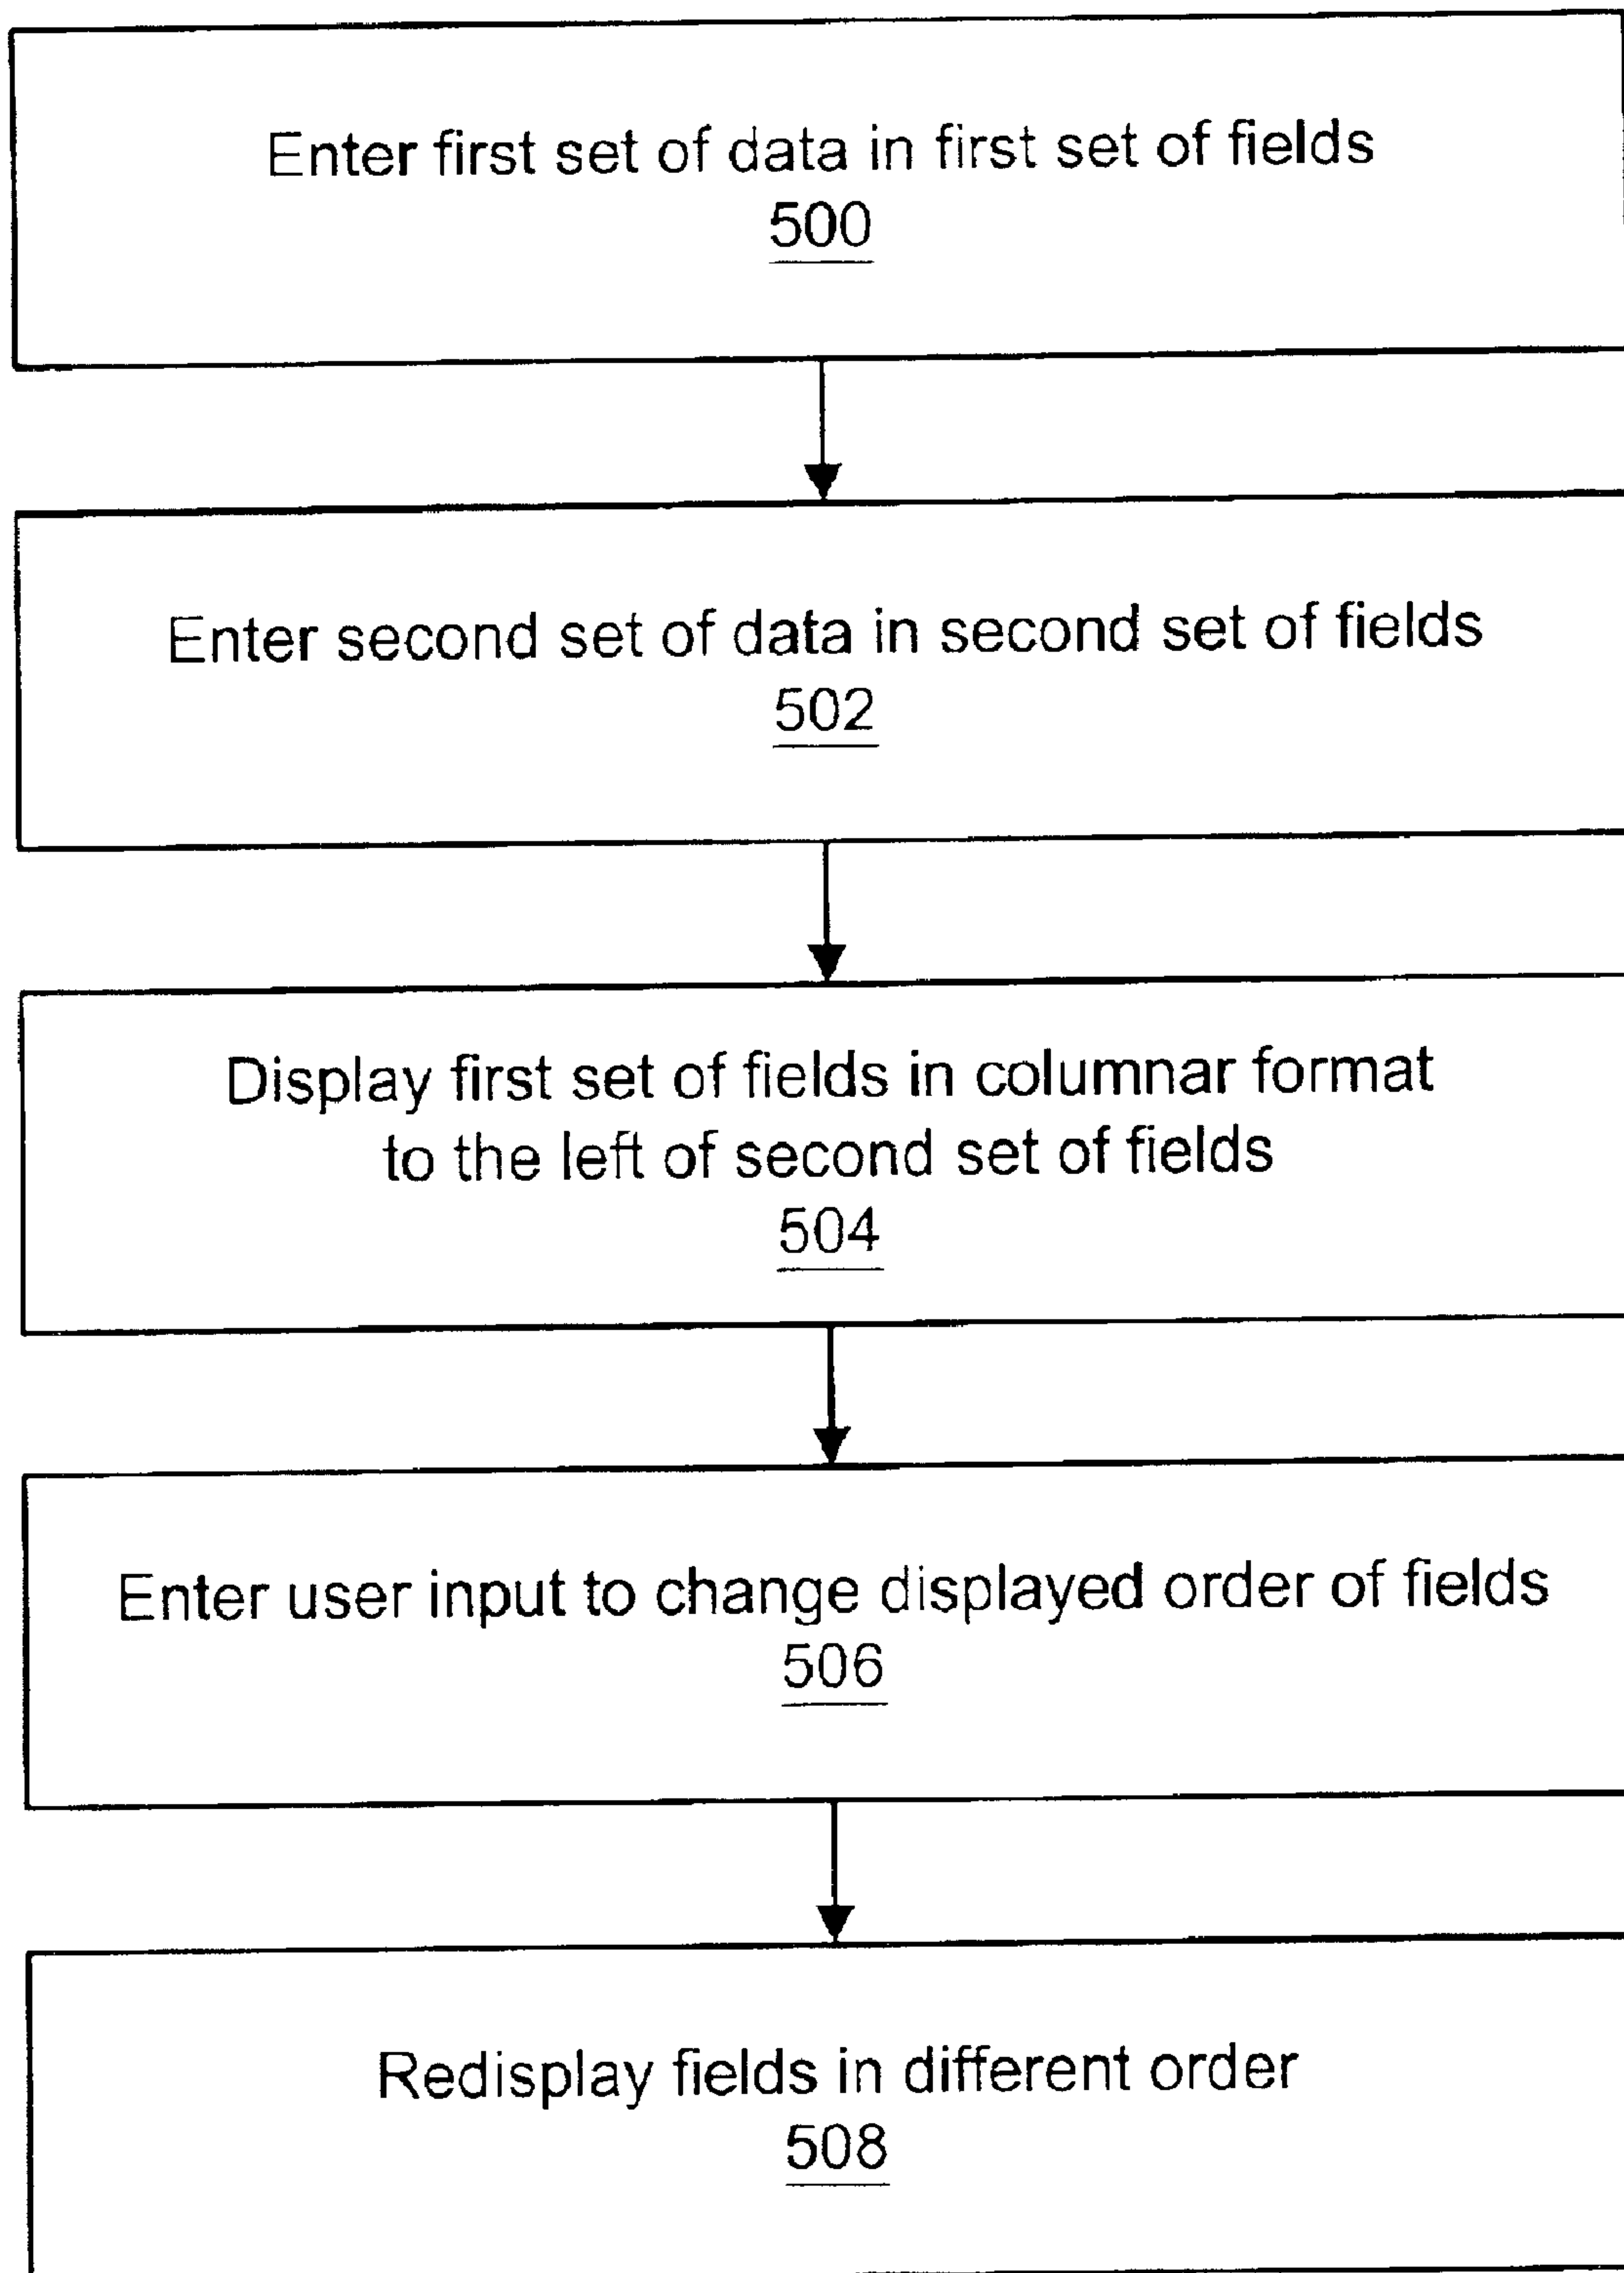 Enter first set of data in first set of fields
500
Enter second set of data in second set of fields
502
Display first set of fields in columnar format
to the left of second set of fields
504
Enter user input to change displayed order of fields
506
Redisplay fields in different order
508